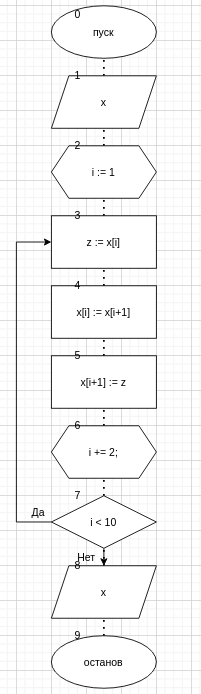 0
пуск
1
x
2
i := 1
3
z := x[i]
4
x[i] := x[i+1]
5
x[i+1] := z
6
i += 2;
7
i < 10
Да
Нет
8
x
9
останов